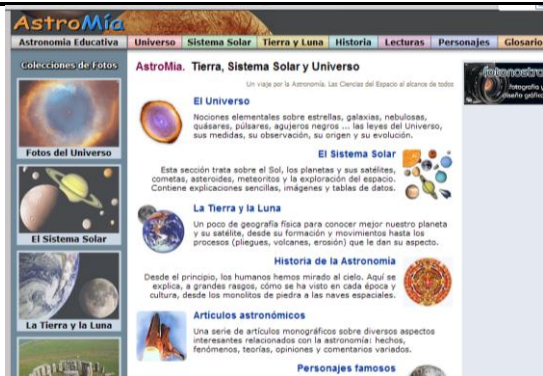 AstroMía
Astronomía Educativa Universo Sistema Solar Tierra y Luna Historia Lecturas Personajes Glosario
Colecciones de Fotos
Fotos del Universo
El Sistema Solar
La Tierra y la Luna
AstroMía. Tierra, Sistema Solar y Universo
Un viaje por la Astronomía. Las Ciencias del Espacio al alcance de todos
El Universo
Nociones elementales sobre estrellas, galaxias, nebulosas,
quásares, púlsares, agujeros negros ... las leyes del Universo,
sus medidas, su observación, su origen y su evolución.
El Sistema Solar
Esta sección trata sobre el Sol, los planetas y sus satélites,
cometas, asteroides, meteoritos y la exploración del espacio.
Contiene explicaciones sencillas, imágenes y tablas de datos.
La Tierra y la Luna
Un poco de geografía física para conocer mejor nuestro planeta
y su satélite, desde su formación y movimientos hasta los
procesos (pliegues, volcanes, erosión) que le dan su aspecto.
Historia de la Astronomía
Desde el principio, los humanos hemos mirado al cielo. Aquí se
explica, a grandes rasgos, cómo se ha visto en cada época y
cultura, desde los monolitos de piedra a las naves espaciales.
Artículos astronómicos
Una serie de artículos monográficos sobre diversos aspectos
interesantes relacionados con la astronomía: hechos,
fenómenos, teorías, opiniones y comentarios variados.
Personajes famosos
fotonostra
fotografía y
diseño gráfico